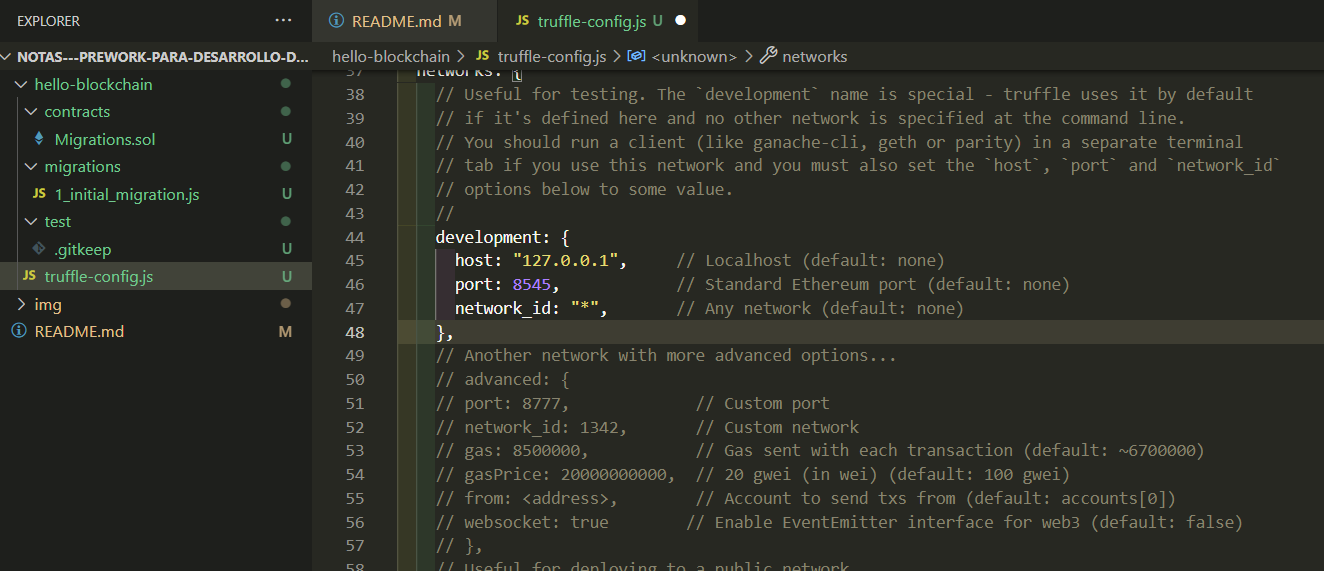 EXPLORER
···
README.md M
JS truffle-config.js U
NOTAS---PREWORK-PARA-DESARROLLO-D...
hello-blockchain > JS truffle-config.js > <unknown> > networks
hello-blockchain
contracts
Migrations.sol U
migrations
JS 1_initial_migration.js U
test
.gitkeep U
JS truffle-config.js U
img
README.md M
37 networks: {
38 // Useful for testing. The `development` name is special - truffle uses it by default
39 // if it's defined here and no other network is specified at the command line.
40 // You should run a client (like ganache-cli, geth or parity) in a separate terminal
41 // tab if you use this network and you must also set the `host`, `port` and `network_id`
42 // options below to some value.
43 //
44 development: {
45 host: "127.0.0.1", // Localhost (default: none)
46 port: 8545, // Standard Ethereum port (default: none)
47 network_id: "*", // Any network (default: none)
48 },
49 // Another network with more advanced options...
50 // advanced: {
51 // port: 8777, // Custom port
52 // network_id: 1342, // Custom network
53 // gas: 8500000, // Gas sent with each transaction (default: ~6700000)
54 // gasPrice: 20000000000, // 20 gwei (in wei) (default: 100 gwei)
55 // from: <address>, // Account to send txs from (default: accounts[0])
56 // websocket: true // Enable EventEmitter interface for web3 (default: false)
57 // },
58 // Useful for deploying to a public network